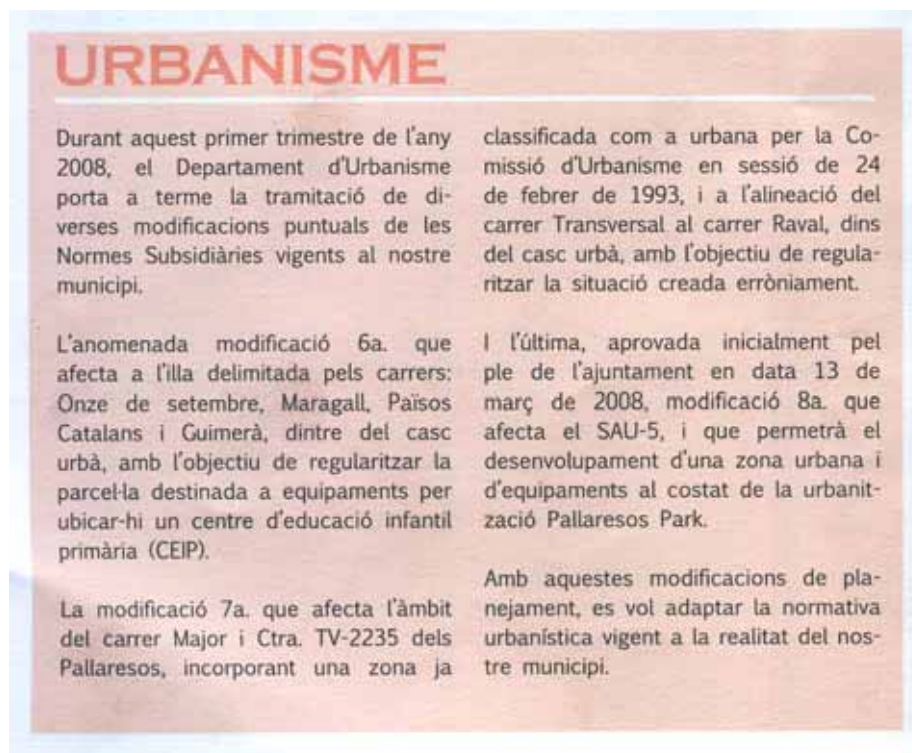 URBANISME
Durant aquest primer trimestre de l'any
2008, el Departament d'Urbanisme
porta a terme la tramitació de di-
verses modificacions puntuals de les
Normes Subsidiàries vigents al nostre
municipi.
L'anomenada modificació 6a. que
afecta a l'illa delimitada pels carrers:
Onze de setembre, Maragall, Països
Catalans i Guimerà, dintre del casc
urbà, amb l'objectiu de regularitzar la
parcel·la destinada a equipaments per
ubicar-hi un centre d'educació infantil
primària (CEIP).
La modificació 7a. que afecta l'àmbit
del carrer Major i Ctra. TV-2235 dels
Pallaresos, incorporant una zona ja
classificada com a urbana per la Co-
missió d'Urbanisme en sessió de 24
de febrer de 1993, i a l'alineació del
carrer Transversal al carrer Raval, dins
del casc urbà, amb l'objectiu de regula-
ritzar la situació creada errònia­ment.
I l'última, aprovada inicialment pel
ple de l'ajuntament en data 13 de
març de 2008, modificació 8a. que
afecta el SAU-5, i que permetrà el
desenvolupament d'una zona urbana i
d'equipaments al costat de la urbanit-
zació Pallaresos Park.
Amb aquestes modificacions de pla-
nejament, es vol adaptar la normativa
urbanística vigent a la realitat del nos-
tre municipi.